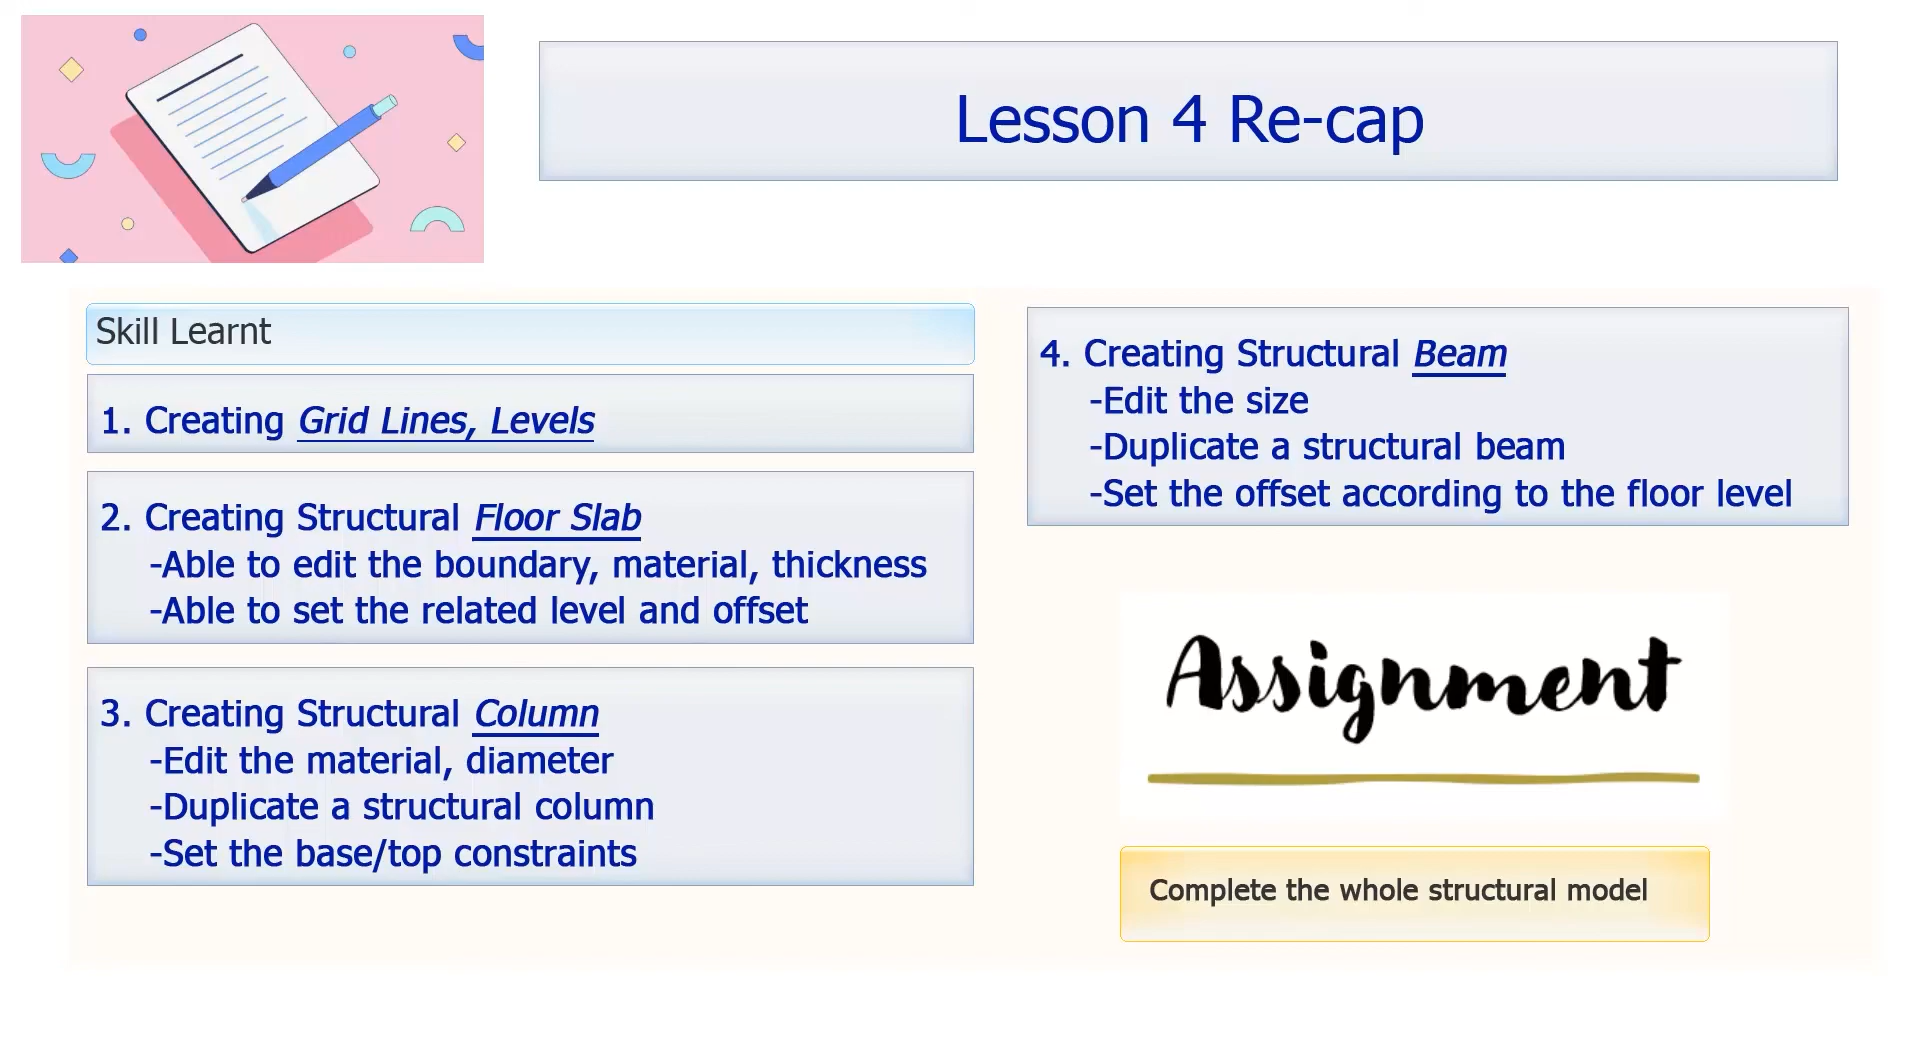 Lesson 4 Re-cap
Skill Learnt
1. Creating Grid Lines, Levels
2. Creating Structural Floor Slab
-Able to edit the boundary, material, thickness
-Able to set the related level and offset
3. Creating Structural Column
-Edit the material, diameter
-Duplicate a structural column
-Set the base/top constraints
4. Creating Structural Beam
-Edit the size
-Duplicate a structural beam
-Set the offset according to the floor level
Assignment
Complete the whole structural model